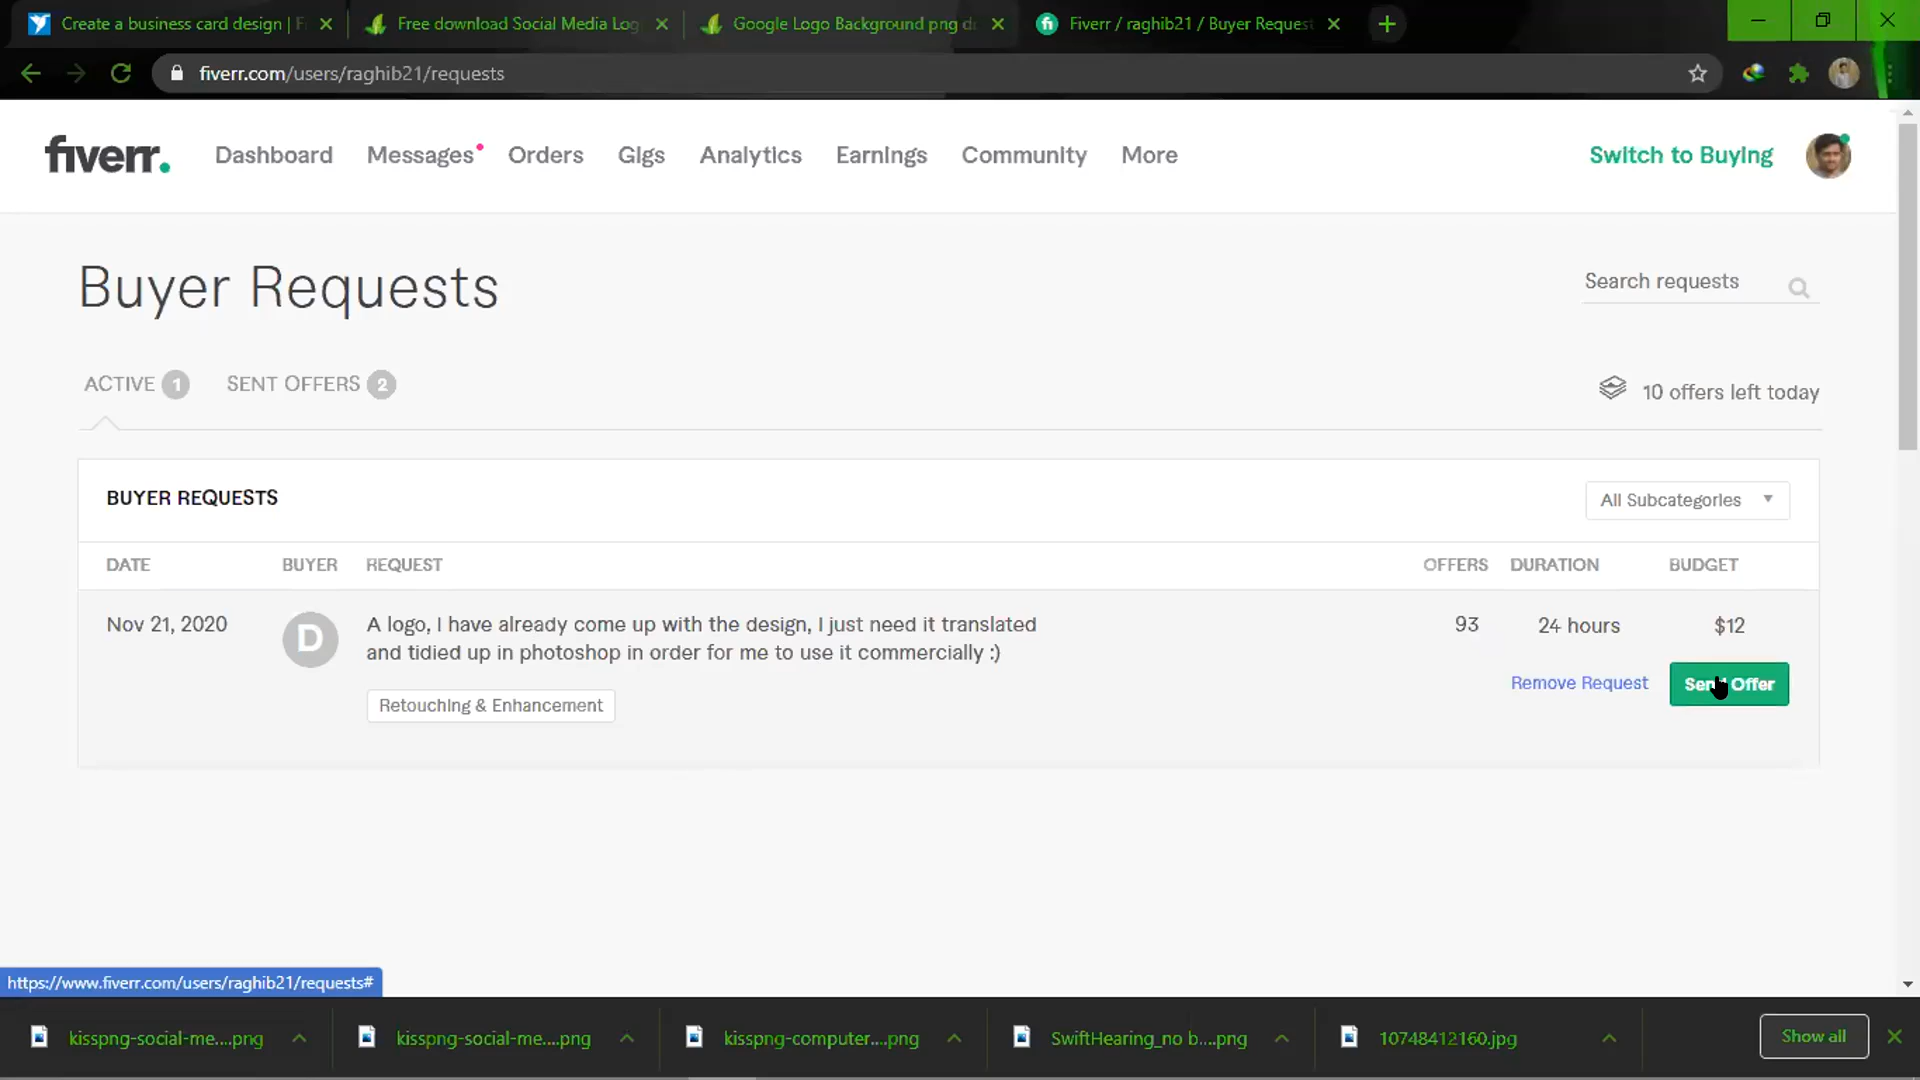 Create a business card design | F
Free download Social Media Log
Google Logo Background png d
Fiverr / raghib21 / Buyer Request
fiverr.com/users/raghib21/requests
fiverr.
Dashboard
Messages
Orders
Gigs
Analytics
Earnings
Community
More
Switch to Buying
Buyer Requests
Search requests
ACTIVE 1
SENT OFFERS 2
10 offers left today
BUYER REQUESTS
All Subcategories
DATE
BUYER
REQUEST
OFFERS
DURATION
BUDGET
Nov 21, 2020
D
A logo, I have already come up with the design, I just need it translated
and tidied up in photoshop in order for me to use it commercially :)
93
24 hours
$12
Retouching & Enhancement
Remove Request
Send Offer
https://www.fiverr.com/users/raghib21/requests#
kisspng-social-me....png
kisspng-social-me....png
kisspng-computer....png
SwiftHearing_no b....png
10748412160.jpg
Show all